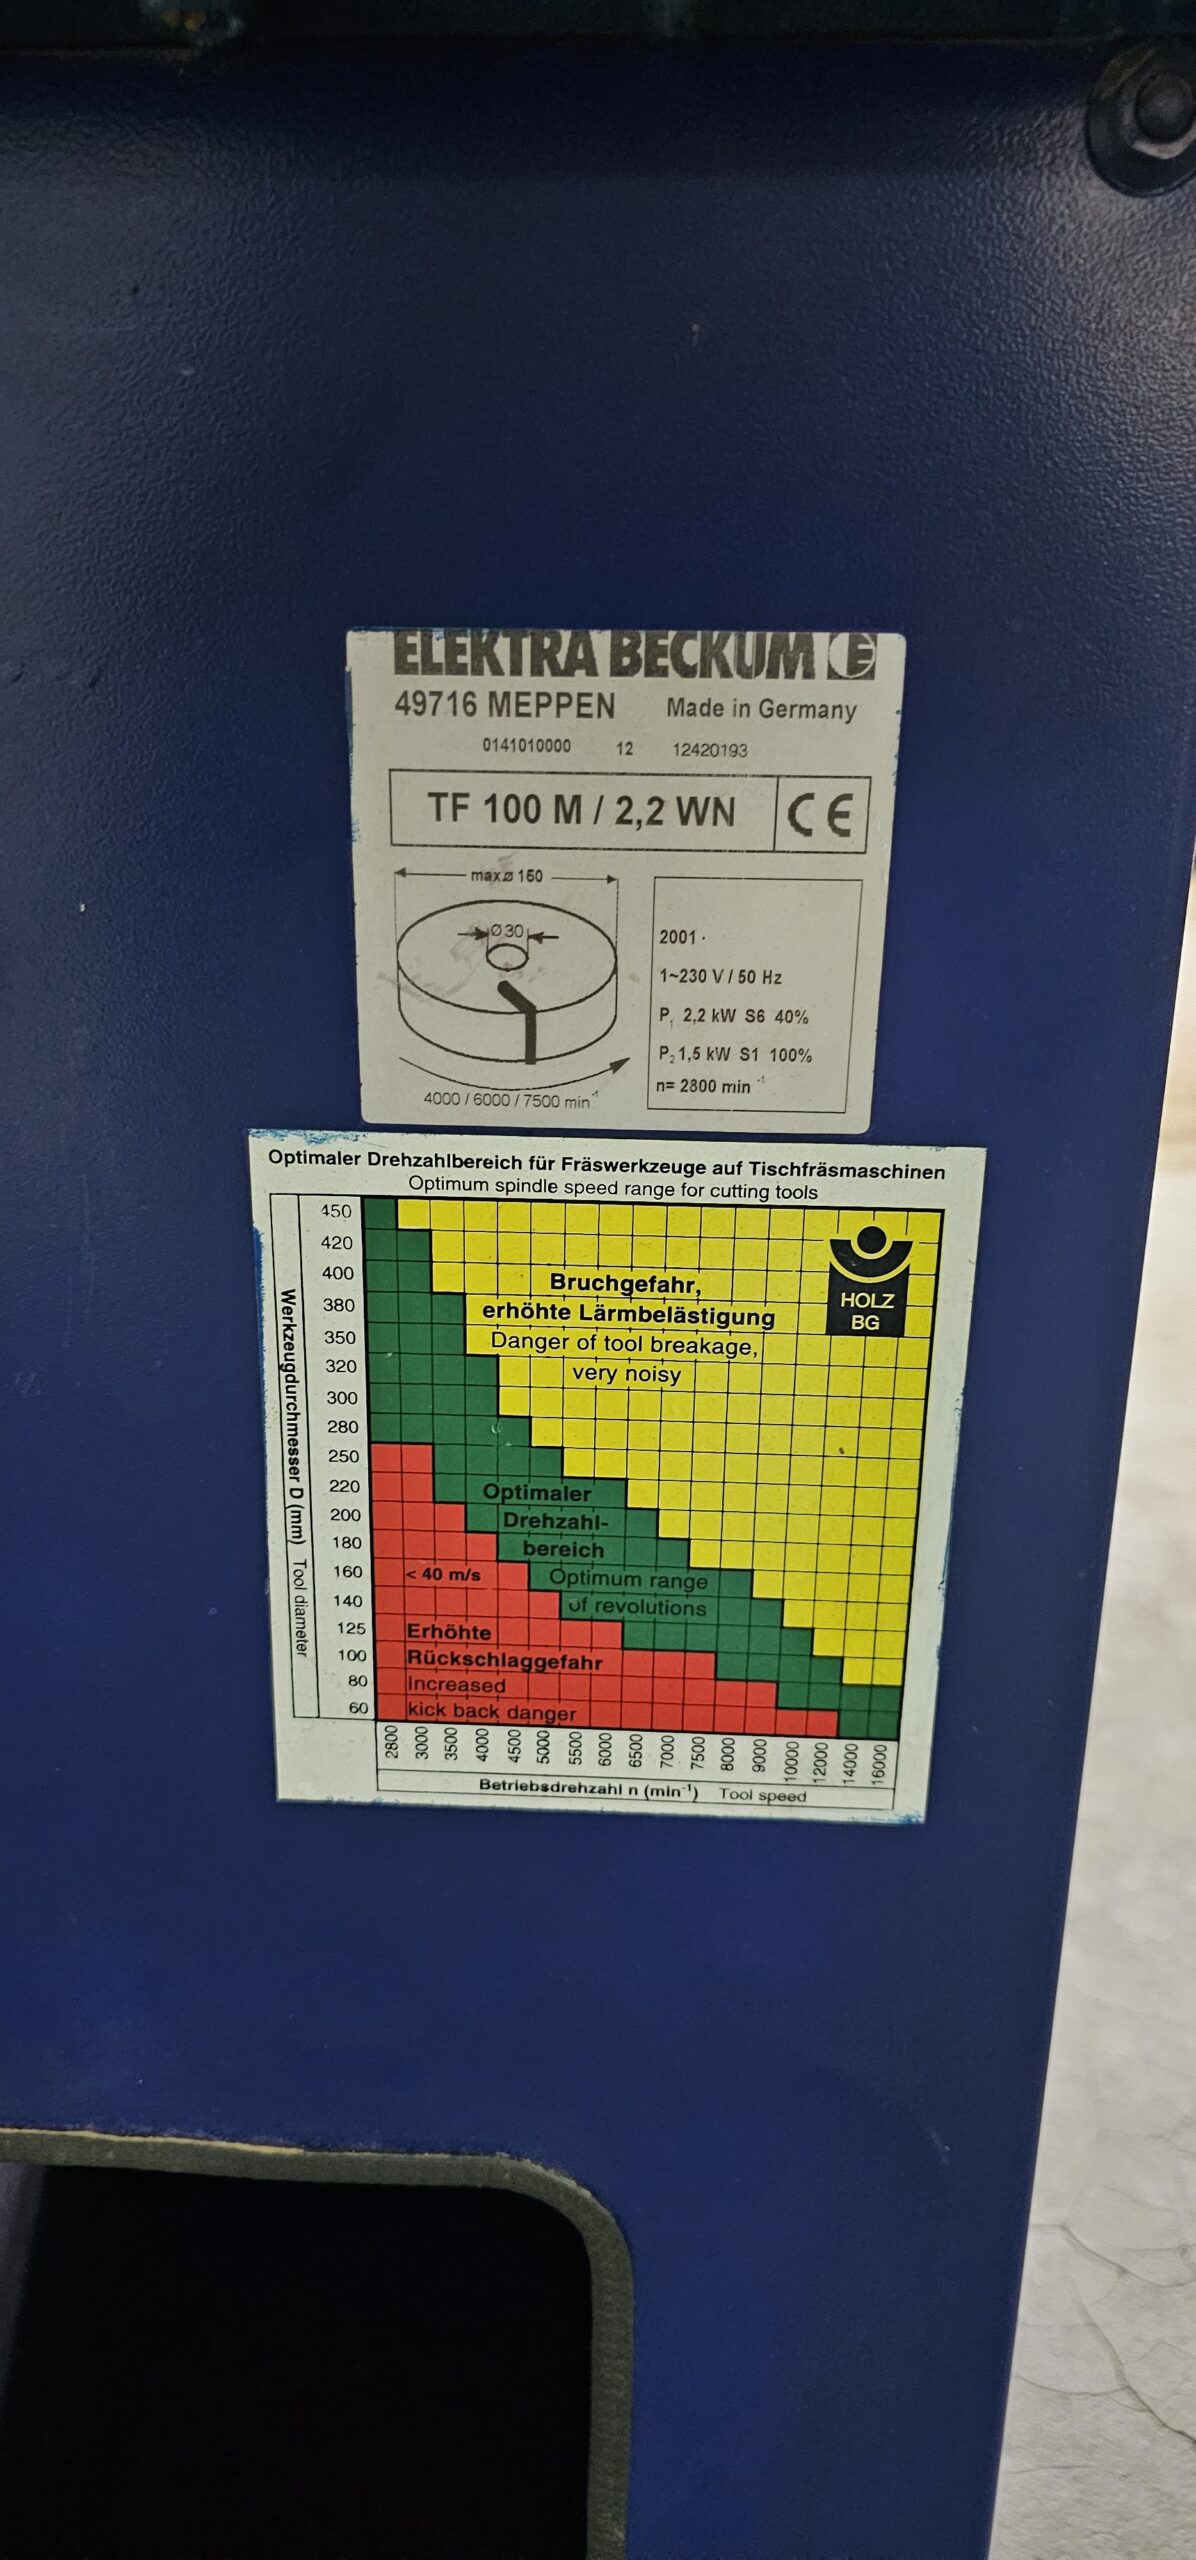 ELEKTRA BECKUM E
49716 MEPPEN Made in Germany
0141010000 12 12420193
TF 100 M / 2,2 WN CE
max ø 160
Ø 30
4000 / 6000 / 7500 min⁻¹
2001
1~230 V / 50 Hz
P₁ 2,2 kW S6 40%
P₂ 1,5 kW S1 100%
n= 2800 min⁻¹
Optimaler Drehzahlbereich für Fräswerkzeuge auf Tischfräsmaschinen
Optimum spindle speed range for cutting tools
Werkzeugdurchmesser D (mm) Tool diameter
450
420
400
380
350
320
300
280
250
220
200
180
160
140
125
100
80
60
Bruchgefahr,
erhöhte Lärmbelästigung
Danger of tool breakage,
very noisy
HOLZ
BG
Optimaler
Drehzahl-
bereich
Optimum range
of revolutions
< 40 m/s
Erhöhte
Rückschlaggefahr
Increased
kick back danger
2800 3000 3500 4000 4500 5000 5500 6000 6500 7000 7500 8000 9000 10000 12000 14000 16000
Betriebsdrehzahl n (min⁻¹) Tool speed